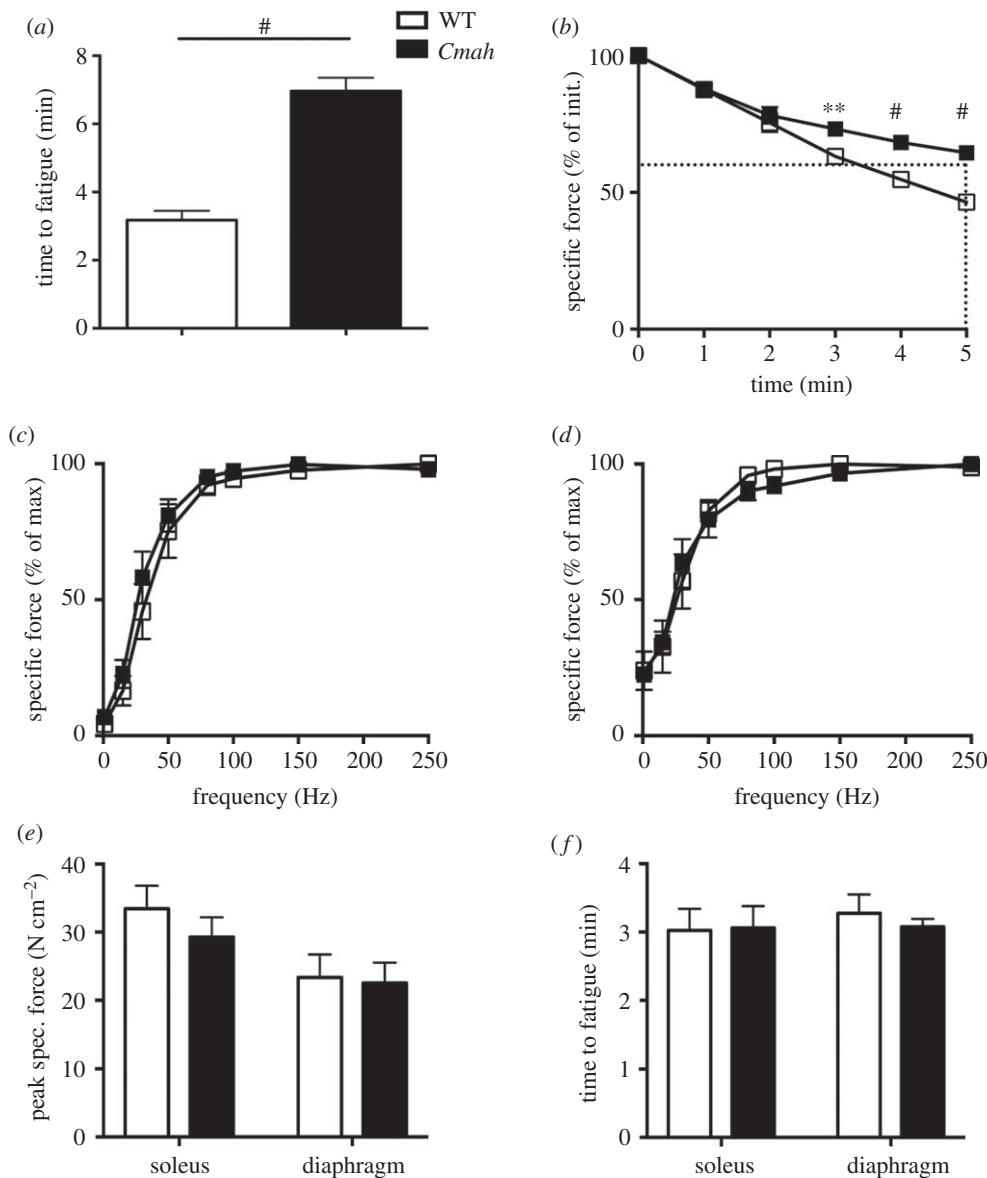 (a)
#
WT
Cmah
time to fatigue (min)
8
6
4
2
0
(b)
specific force (% of init.)
100
50
0
**
#
#
0 1 2 3 4 5
time (min)
(c)
specific force (% of max)
100
50
0
0 50 100 150 200 250
frequency (Hz)
(d)
specific force (% of max)
100
50
0
0 50 100 150 200 250
frequency (Hz)
(e)
peak spec. force (N cm⁻²)
40
30
20
10
0
soleus diaphragm
(f)
time to fatigue (min)
4
3
2
1
0
soleus diaphragm